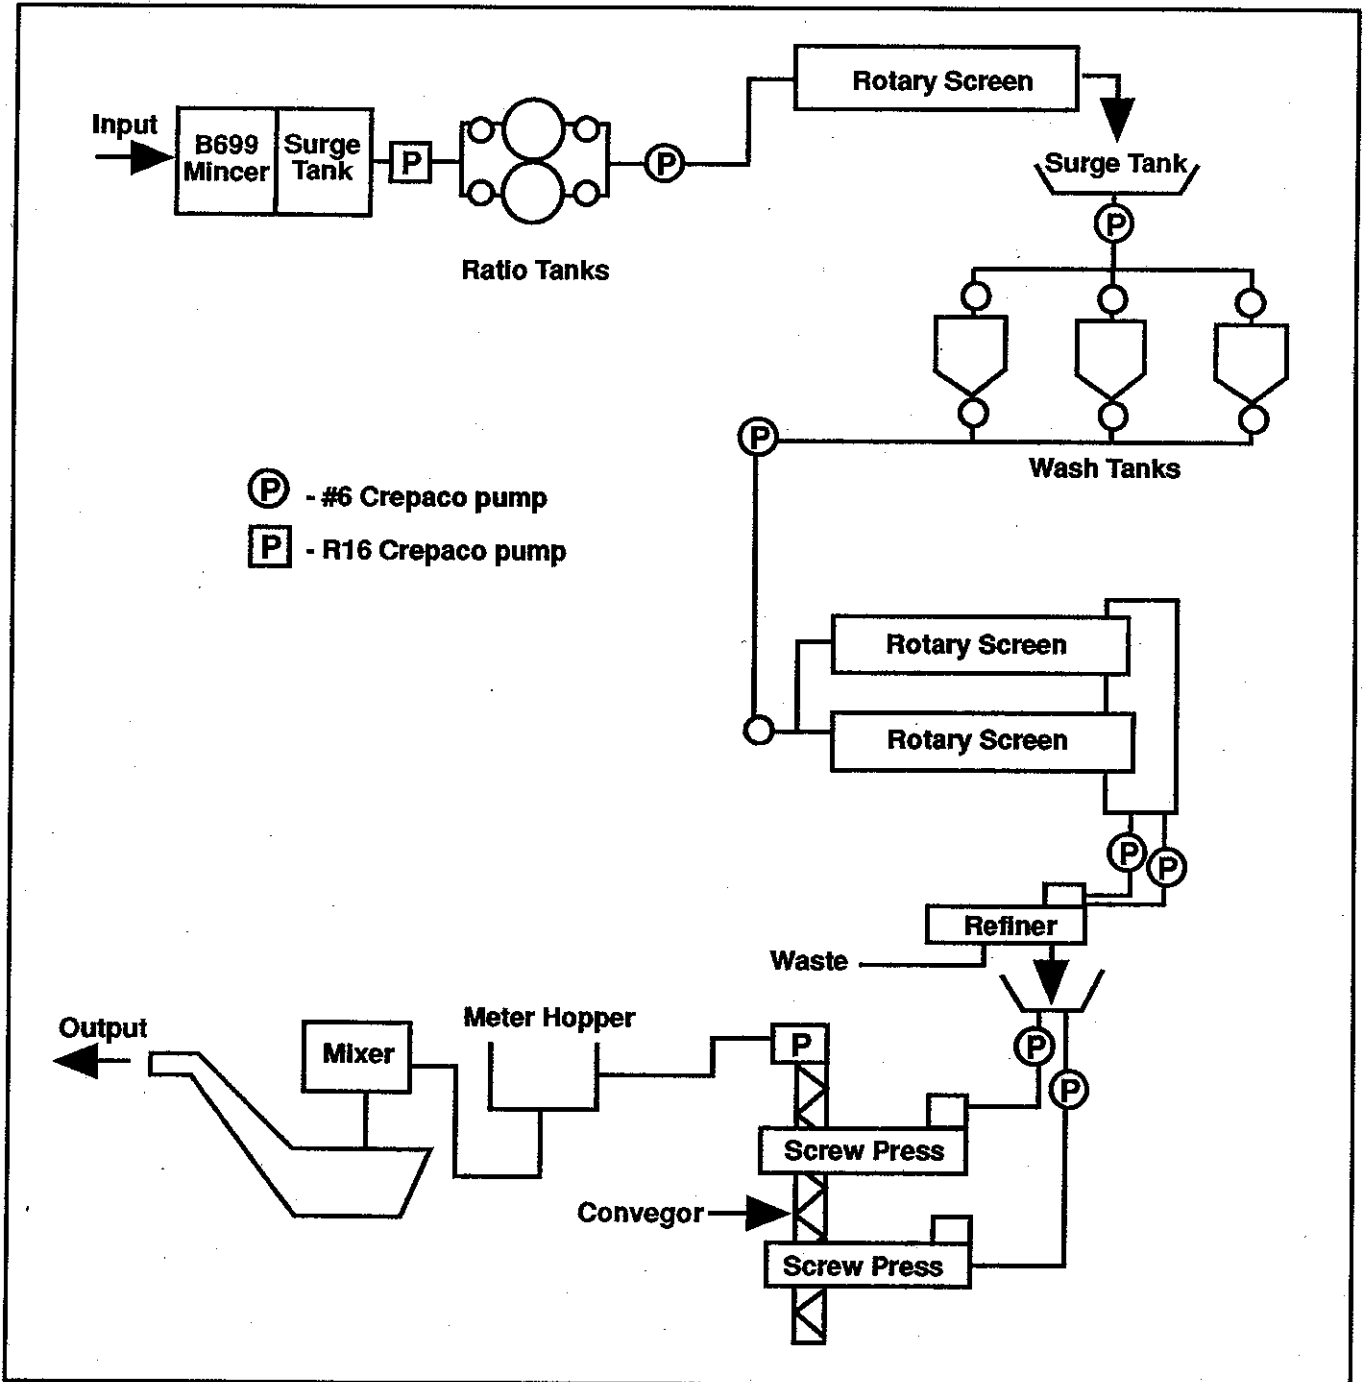 Input
B699
Mincer
Surge
Tank
P
Ratio Tanks
P
Rotary Screen
Surge Tank
P
Wash Tanks
P
P - #6 Crepaco pump
P - R16 Crepaco pump
Rotary Screen
Rotary Screen
P
P
Refiner
Waste
P
P
Output
Mixer
Meter Hopper
P
Screw Press
Convegor
Screw Press